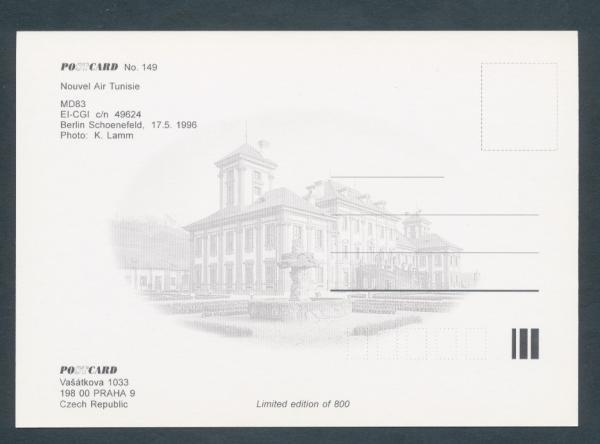 POSTCARD No. 149
Nouvel Air Tunisie
MD83
EI-CGI c/n 49624
Berlin Schoenefeld, 17.5. 1996
Photo: K. Lamm
POSTCARD
Vašátkova 1033
198 00 PRAHA 9
Czech Republic
Limited edition of 800